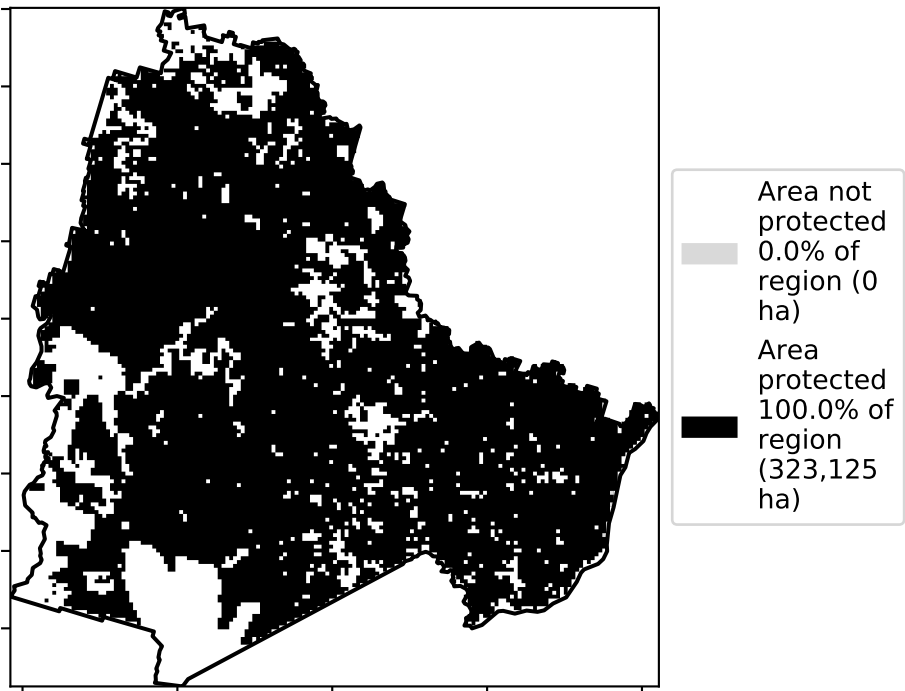 Area not
protected
0.0% of
region (0
ha)
Area
protected
100.0% of
region
(323,125
ha)